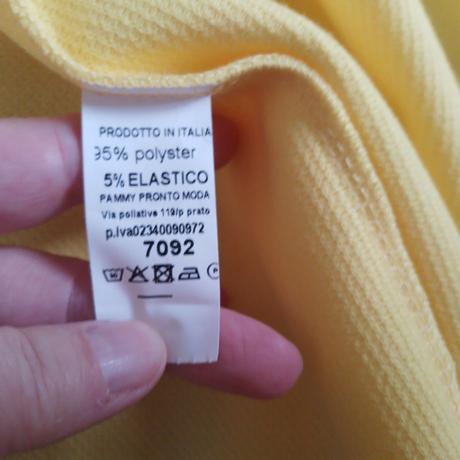 PRODOTTO IN ITALIA
95% polyster
5% ELASTICO
PAMMY PRONTO MODA
Via pollative 119/p prato
p.Iva02340090972
7092
P